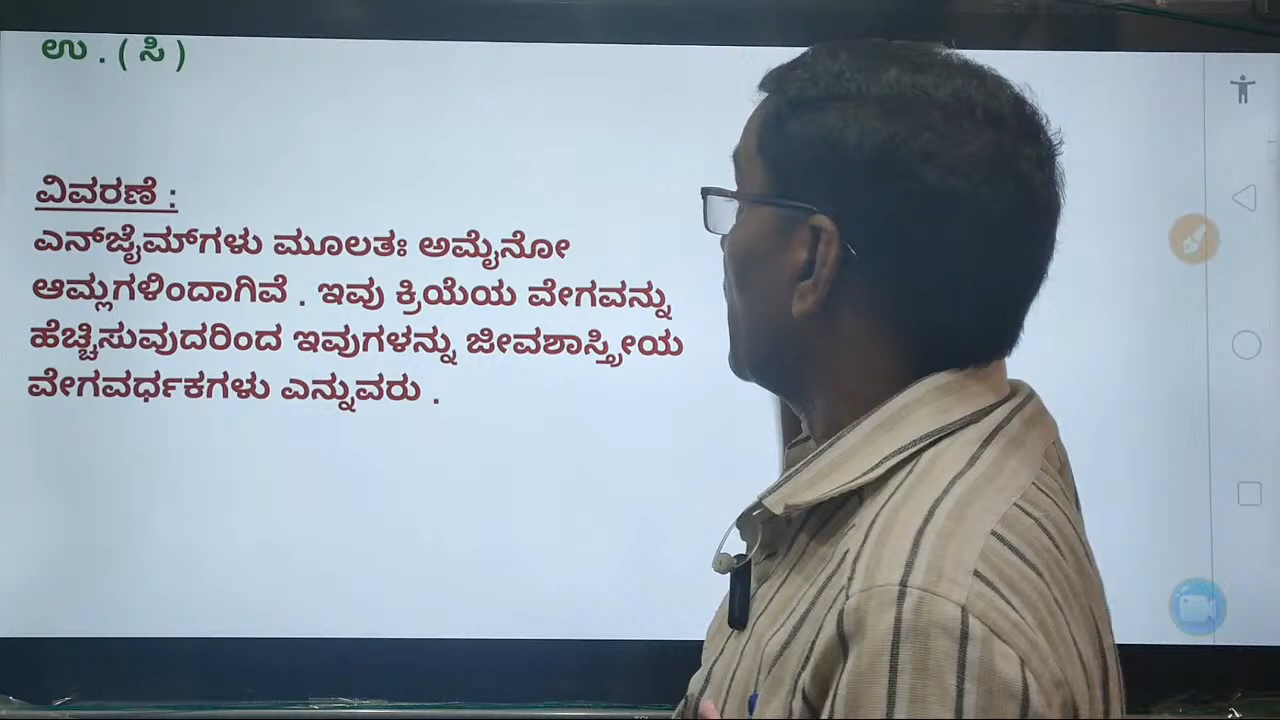 ಉ . ( ಸಿ )
ವಿವರಣೆ :
ಎನ್‌ಜೈಮ್‌ಗಳು ಮೂಲತಃ ಅಮೈನೋ
ಆಮ್ಲಗಳಿಂದಾಗಿವೆ . ಇವು ಕ್ರಿಯೆಯ ವೇಗವನ್ನು
ಹೆಚ್ಚಿಸುವುದರಿಂದ ಇವುಗಳನ್ನು ಜೀವಶಾಸ್ತ್ರೀಯ
ವೇಗವರ್ಧಕಗಳು ಎನ್ನುವರು .